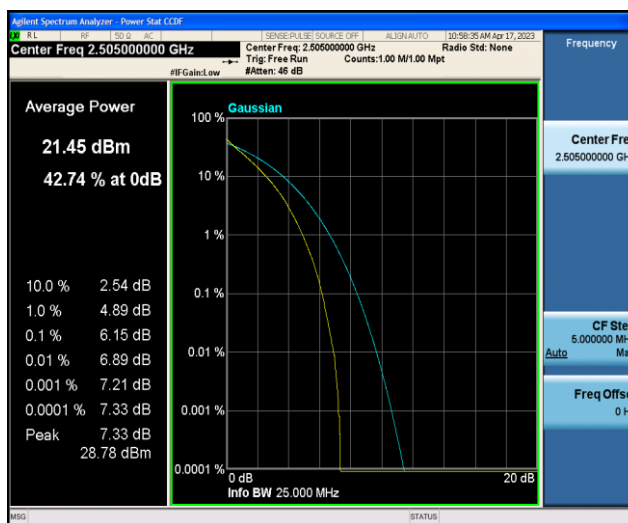 Agilent Spectrum Analyzer - Power Stat CCDF
RL RF 50 Ω AC SENSE:PULSE SOURCE OFF ALIGN AUTO 10:58:35 AM Apr 17, 2023
Center Freq 2.505000000 GHz
Center Freq: 2.505000000 GHz Radio Std: None
Trig: Free Run Counts:1.00 M/1.00 Mpt
#IFGain:Low #Atten: 46 dB
Frequency
Average Power
21.45 dBm
42.74 % at 0dB
10.0 % 2.54 dB
1.0 % 4.89 dB
0.1 % 6.15 dB
0.01 % 6.89 dB
0.001 % 7.21 dB
0.0001 % 7.33 dB
Peak 7.33 dB
28.78 dBm
Gaussian
100 %
10 %
1 %
0.1 %
0.01 %
0.001 %
0.0001 %
0 dB 20 dB
Info BW 25.000 MHz
Center Fre
2.505000000 GH
CF Ste
5.000000 MH
Auto Ma
Freq Offse
0 H
MSG STATUS